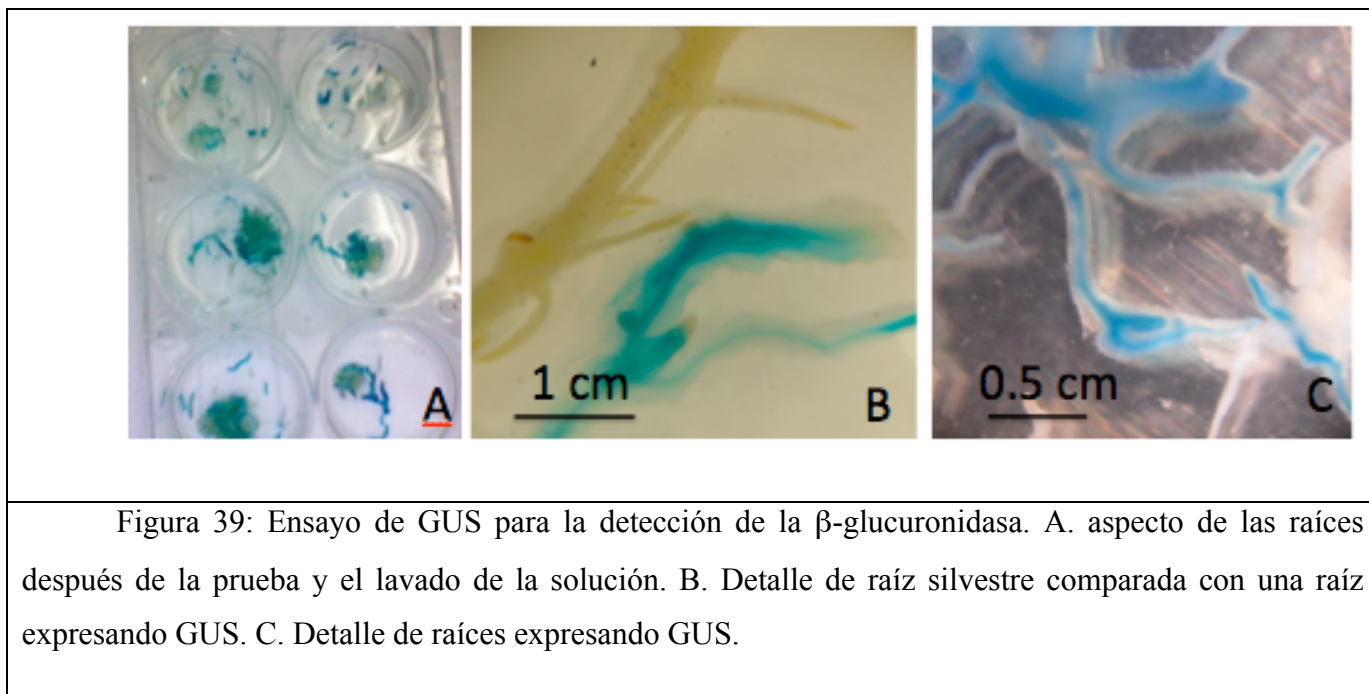 A
1 cm
B
0.5 cm
C
Figura 39: Ensayo de GUS para la detección de la β-glucuronidasa. A. aspecto de las raíces
después de la prueba y el lavado de la solución. B. Detalle de raíz silvestre comparada con una raíz
expresando GUS. C. Detalle de raíces expresando GUS.